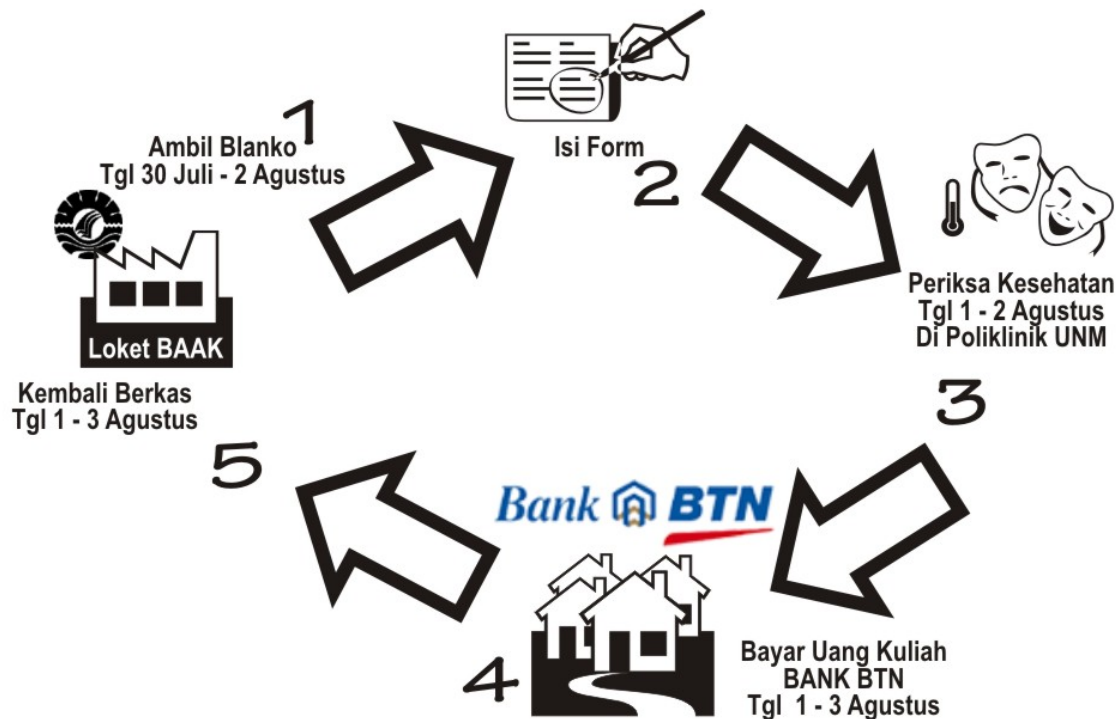 1
Ambil Blanko
Tgl 30 Juli - 2 Agustus
Isi Form
2
Periksa Kesehatan
Tgl 1 - 2 Agustus
Di Poliklinik UNM
3
Bank BTN
Bayar Uang Kuliah
BANK BTN
Tgl 1 - 3 Agustus
4
Loket BAAK
Kembali Berkas
Tgl 1 - 3 Agustus
5